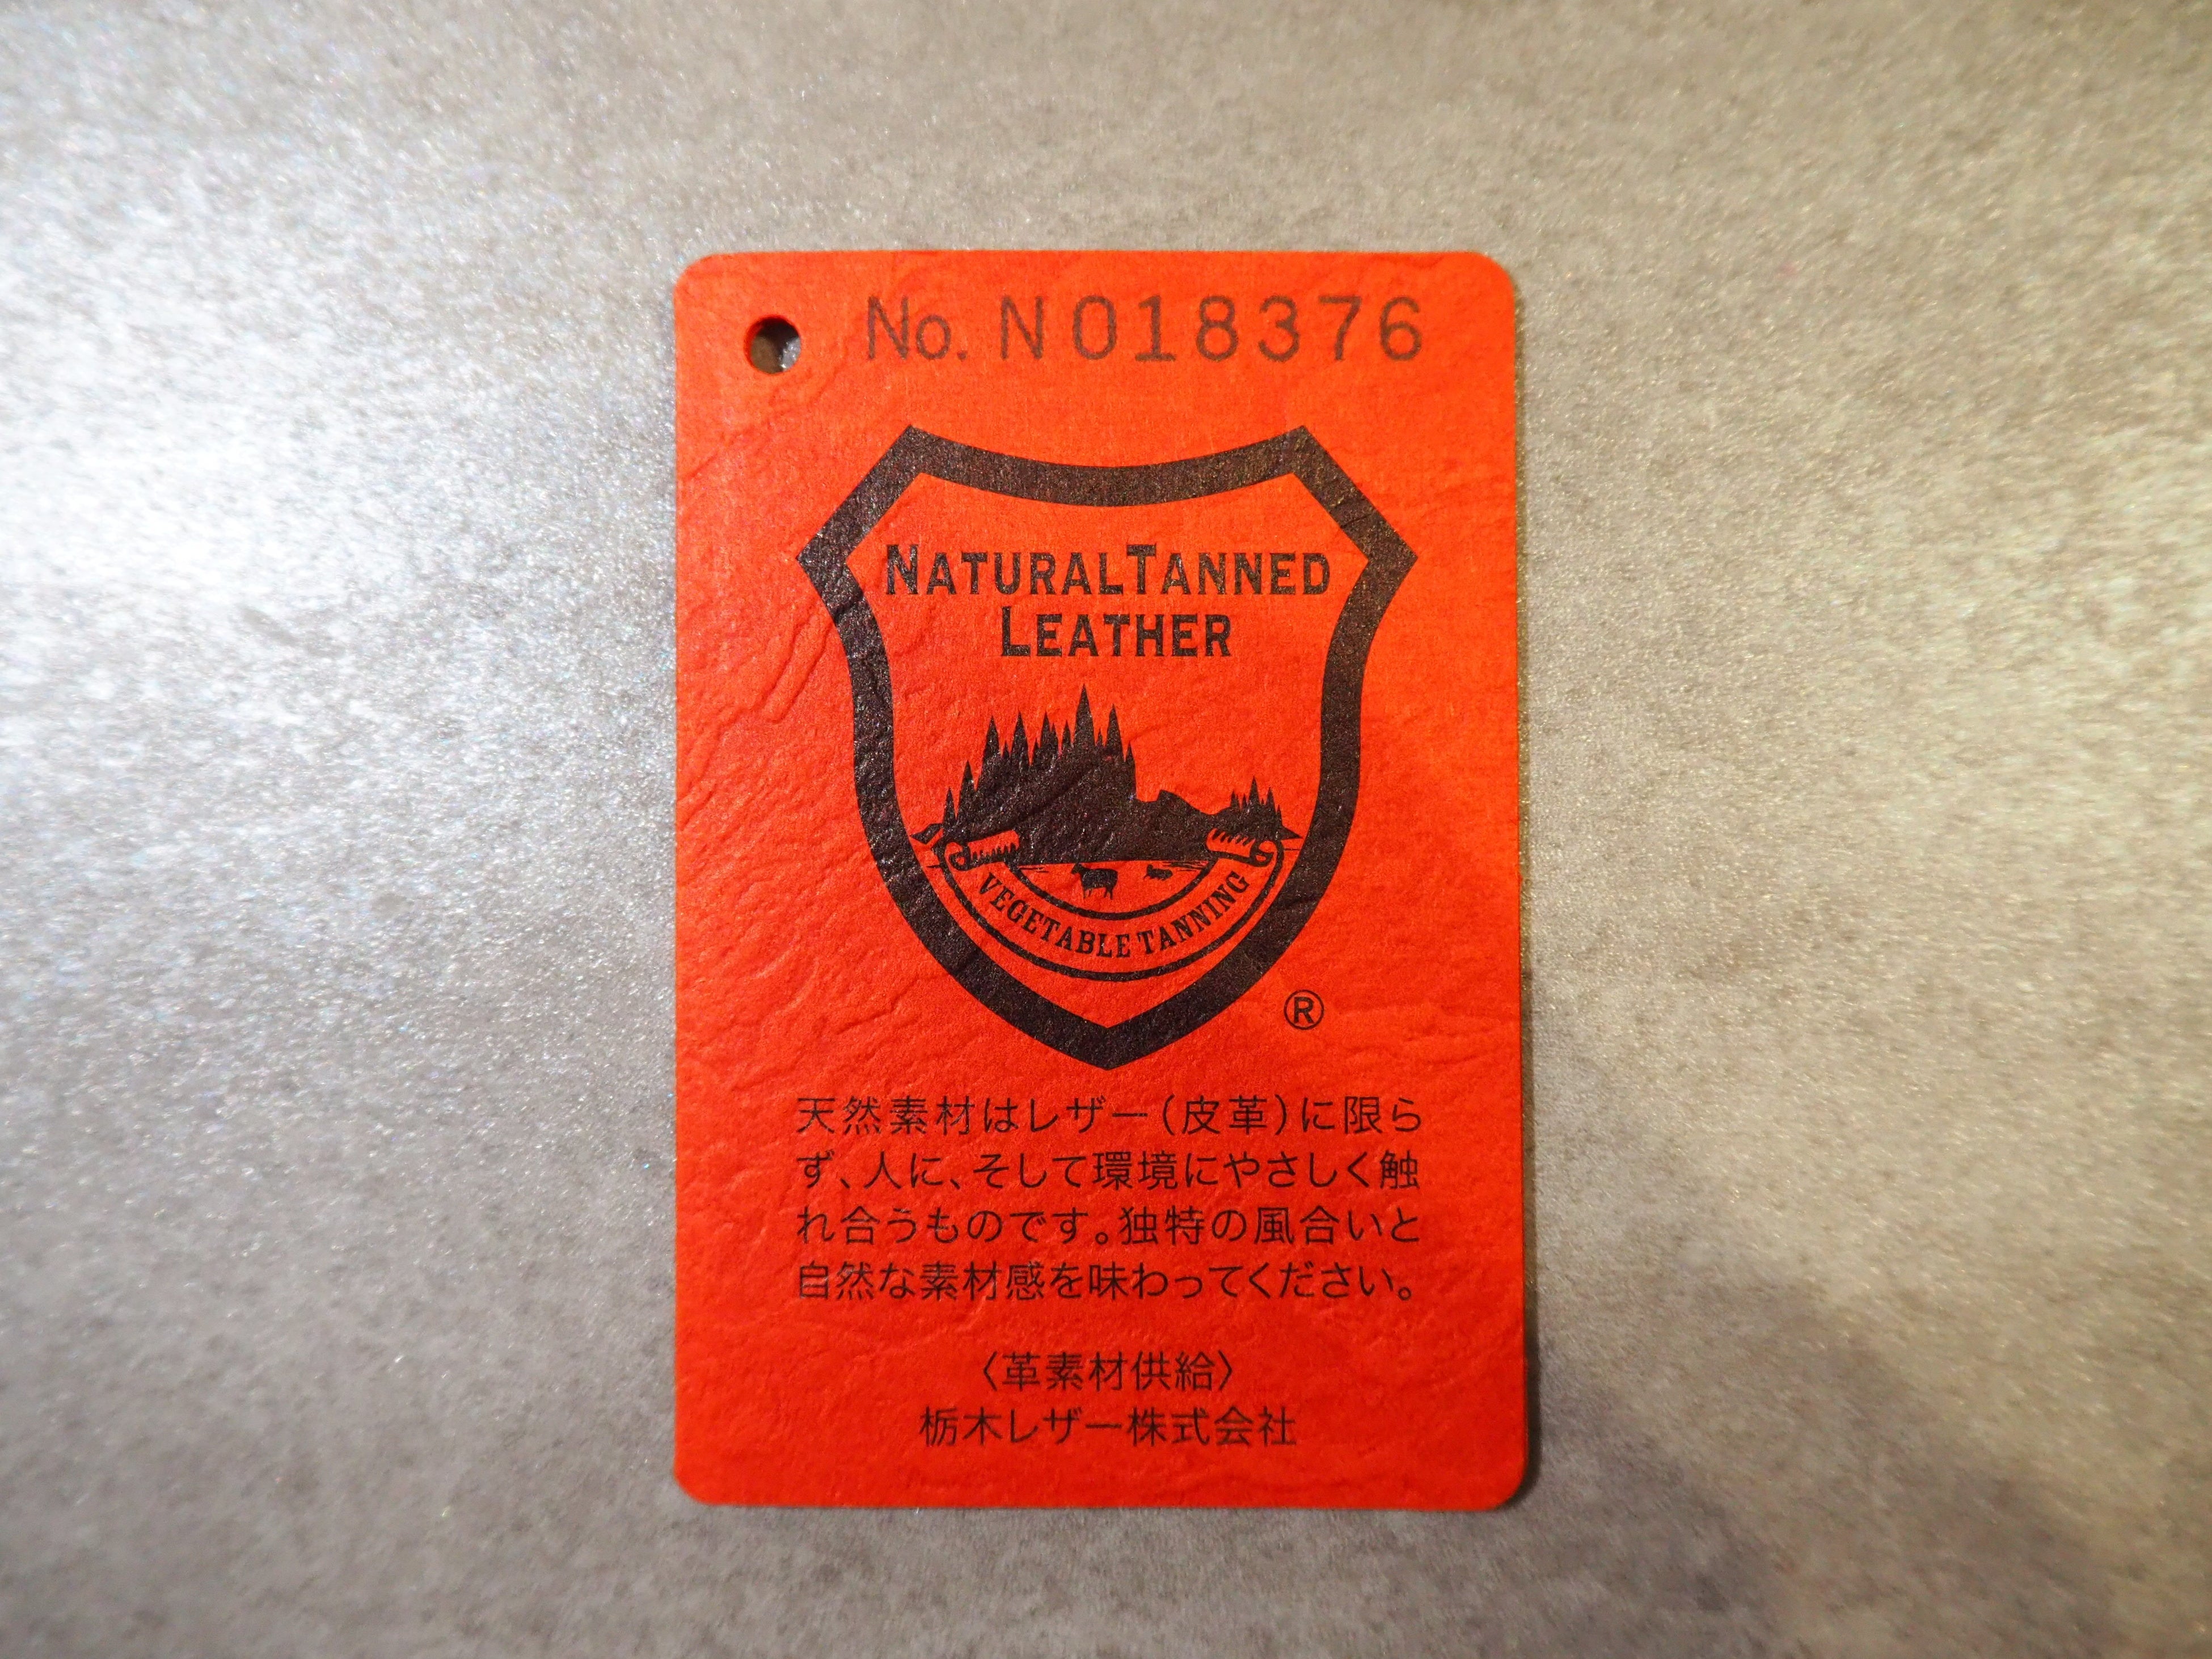 No. N018376
NATURALTANNED
LEATHER
VEGETABLE TANNING
®
天然素材はレザー(皮革)に限ら
ず、人に、そして環境にやさしく触
れ合うものです。独特の風合いと
自然な素材感を味わってください。
〈革素材供給〉
栃木レザー株式会社